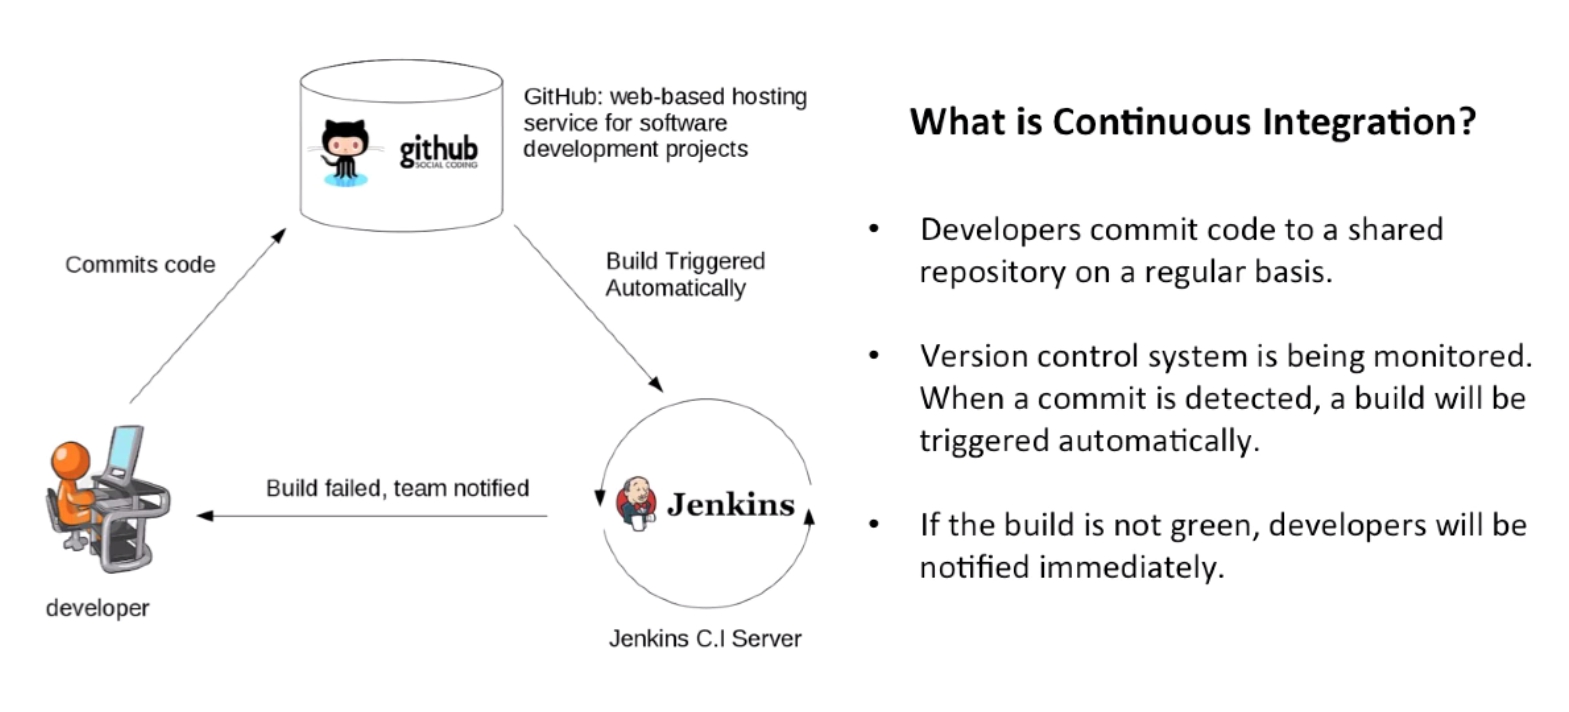 GitHub: web-based hosting
service for software
development projects
github
SOCIAL CODING
Commits code
Build Triggered
Automatically
Build failed, team notified
Jenkins
developer
Jenkins C.I Server
What is Continuous Integration?
• Developers commit code to a shared
repository on a regular basis.
• Version control system is being monitored.
When a commit is detected, a build will be
triggered automatically.
• If the build is not green, developers will be
notified immediately.